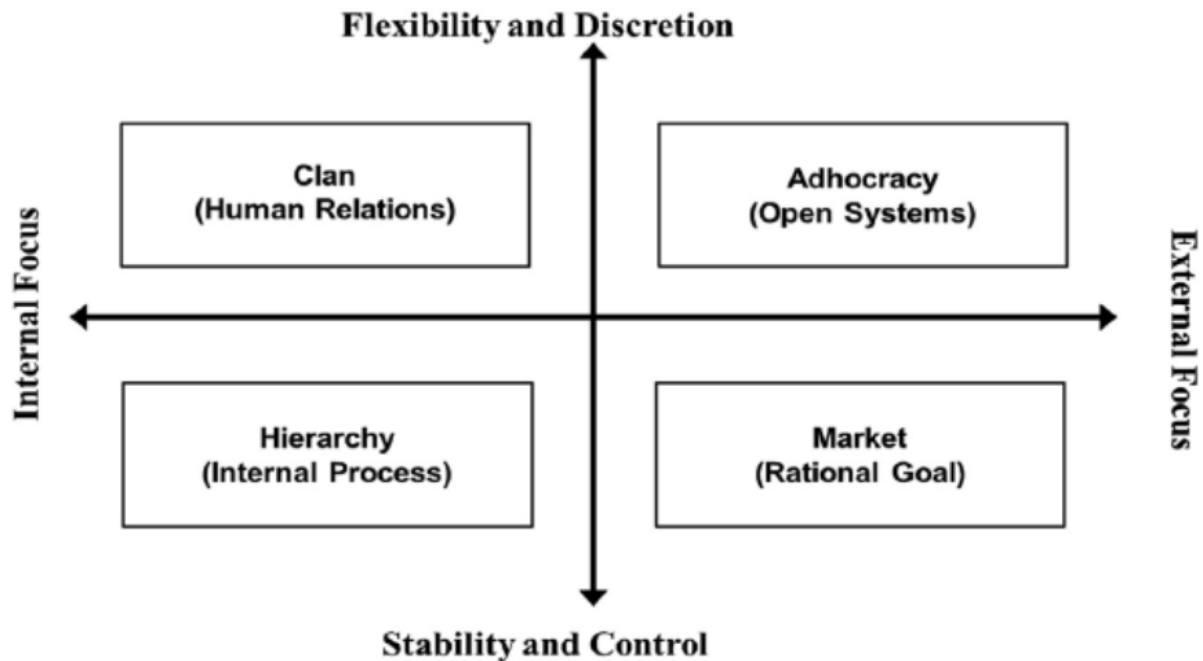 Flexibility and Discretion
Clan
(Human Relations)
Adhocracy
(Open Systems)
Internal Focus
External Focus
Hierarchy
(Internal Process)
Market
(Rational Goal)
Stability and Control